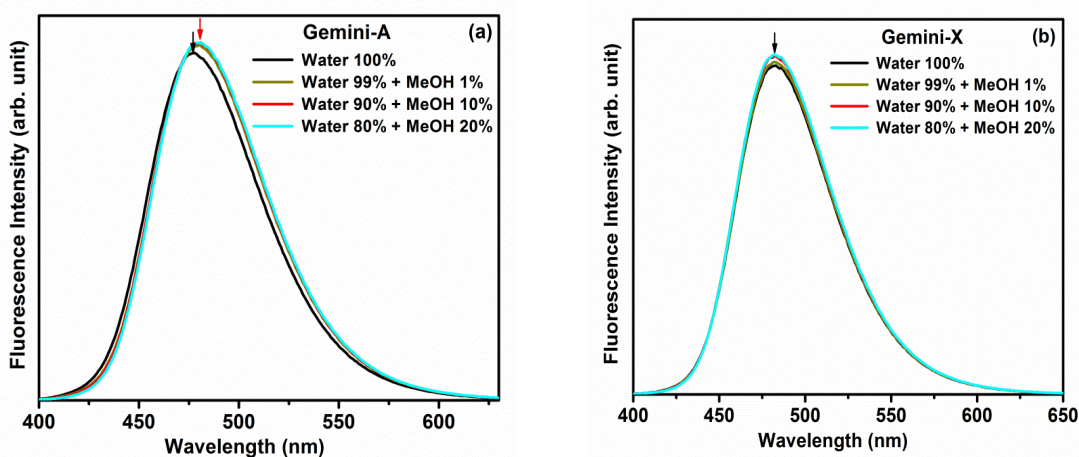 Gemini-A
(a)
Water 100%
Water 99% + MeOH 1%
Water 90% + MeOH 10%
Water 80% + MeOH 20%
Fluorescence Intensity (arb. unit)
400 450 500 550 600
Wavelength (nm)
Gemini-X
(b)
Water 100%
Water 99% + MeOH 1%
Water 90% + MeOH 10%
Water 80% + MeOH 20%
Fluorescence Intensity (arb. unit)
400 450 500 550 600 650
Wavelength (nm)